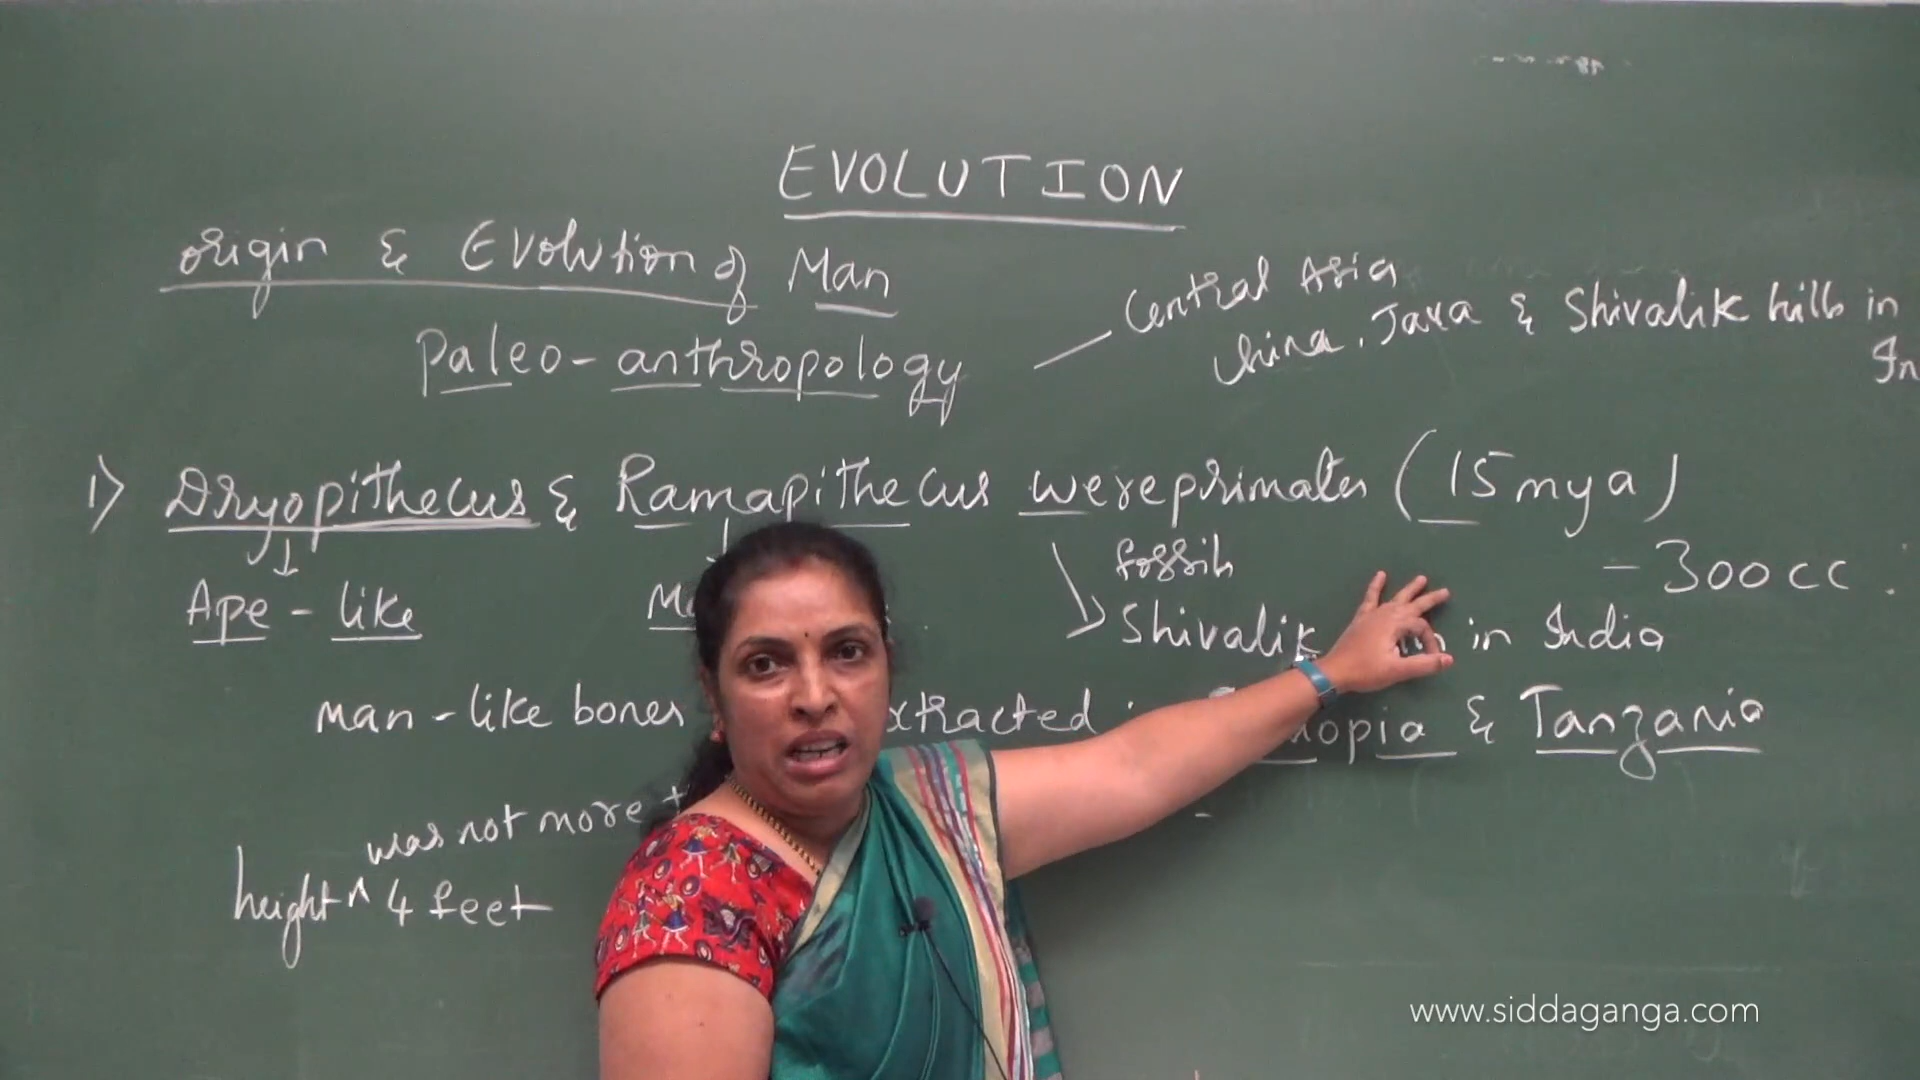 EVOLUTION
origin & Evolution of Man
Paleo-anthropology
Central Asia
China, Java & Shivalik hills in
In
1) Dryopithecus & Ramapithecus were primates (15 mya)
Ape-like
fossils
- 300 cc
Shivalik in India
man-like bones xtracted opia & Tanzania
was not more
height ^ 4 feet
www.siddaganga.com